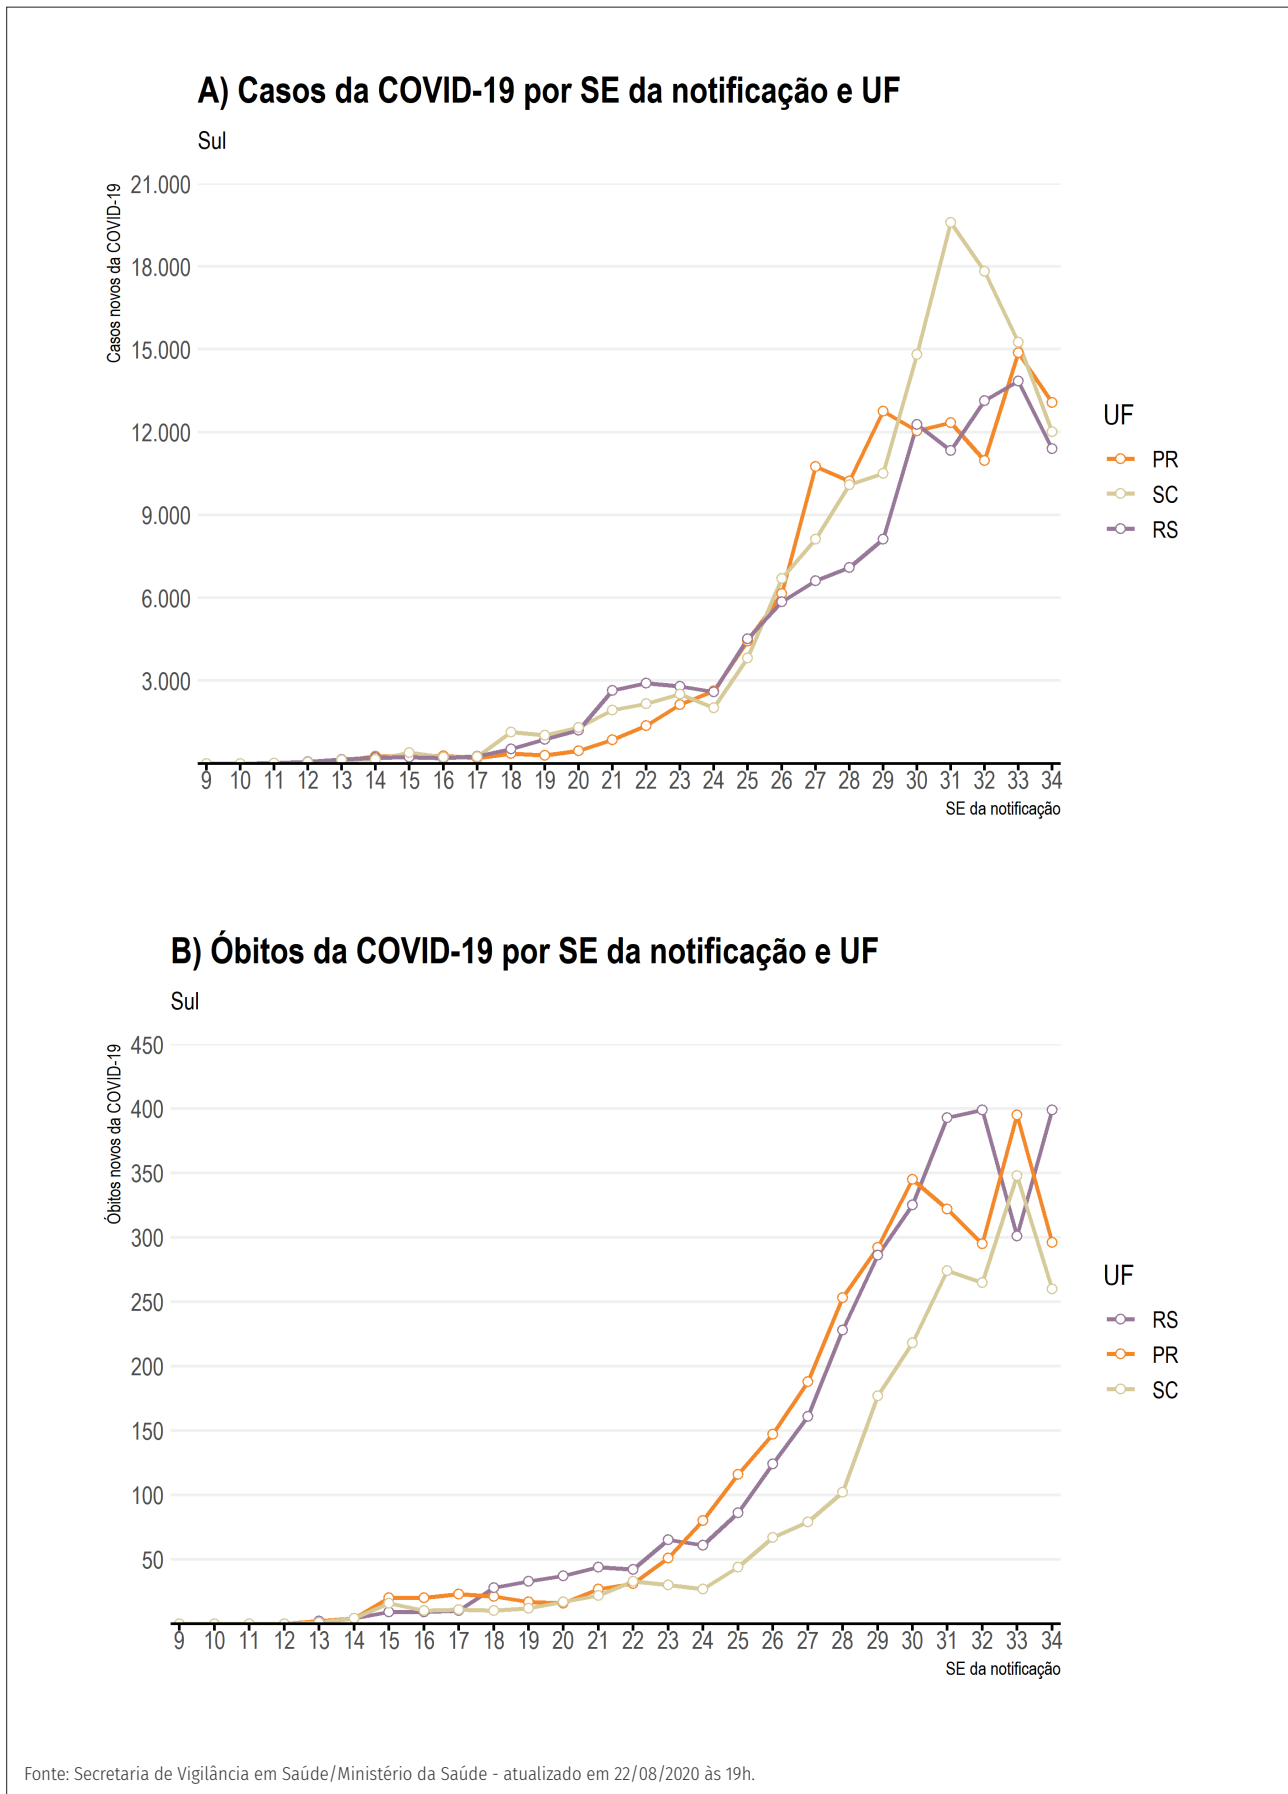 A) Casos da COVID-19 por SE da notificação e UF
Sul
Casos novos da COVID-19
21.000
18.000
15.000
12.000
9.000
6.000
3.000
9 10 11 12 13 14 15 16 17 18 19 20 21 22 23 24 25 26 27 28 29 30 31 32 33 34
SE da notificação
UF
PR
SC
RS
B) Óbitos da COVID-19 por SE da notificação e UF
Sul
Óbitos novos da COVID-19
450
400
350
300
250
200
150
100
50
9 10 11 12 13 14 15 16 17 18 19 20 21 22 23 24 25 26 27 28 29 30 31 32 33 34
SE da notificação
UF
RS
PR
SC
Fonte: Secretaria de Vigilância em Saúde/Ministério da Saúde - atualizado em 22/08/2020 às 19h.